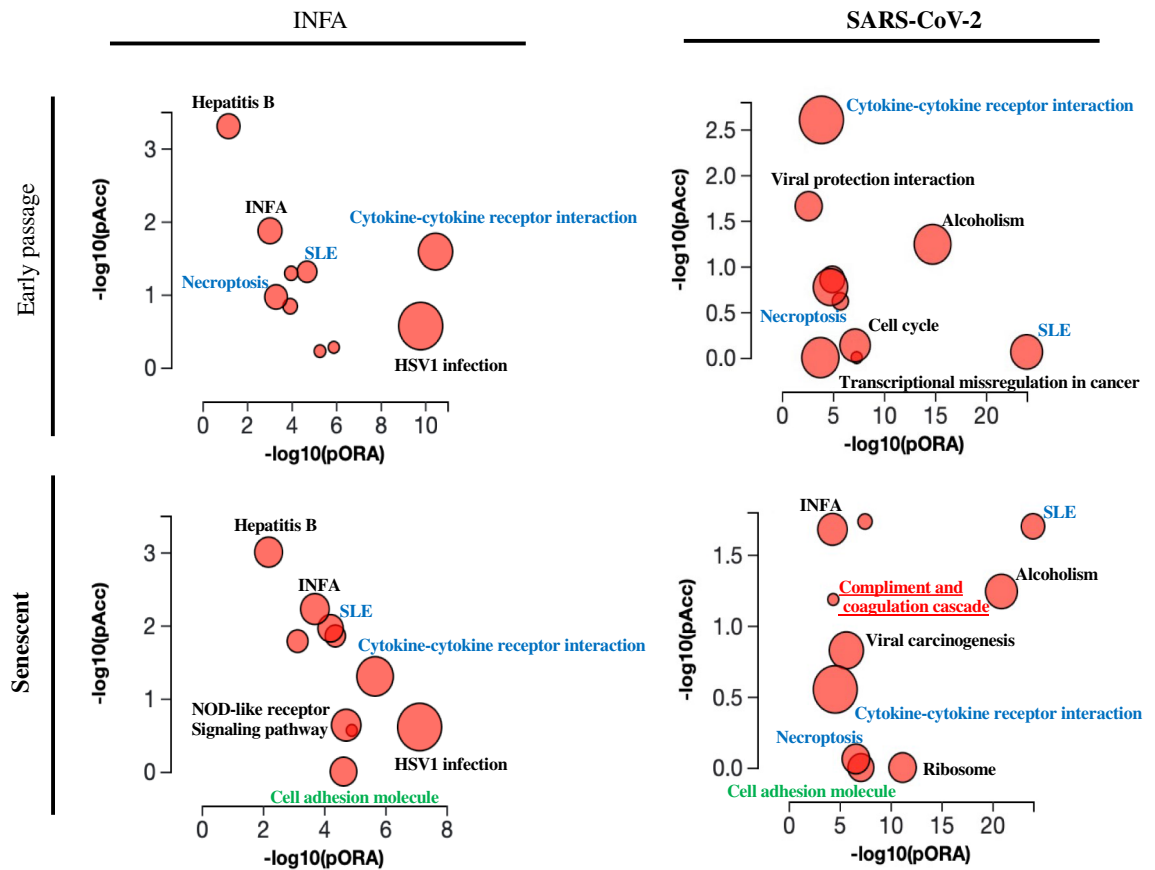 INFA
SARS-CoV-2
Early passage
Hepatitis B
INFA
Cytokine-cytokine receptor interaction
SLE
Necroptosis
HSV1 infection
-log10(pAcc)
3
2
1
0
0 2 4 6 8 10
-log10(pORA)
Cytokine-cytokine receptor interaction
Viral protection interaction
Alcoholism
Necroptosis
Cell cycle
SLE
Transcriptional missregulation in cancer
-log10(pAcc)
2.5
2.0
1.5
1.0
0.5
0.0
0 5 10 15 20
-log10(pORA)
Senescent
Hepatitis B
INFA
SLE
Cytokine-cytokine receptor interaction
NOD-like receptor
Signaling pathway
HSV1 infection
Cell adhesion molecule
-log10(pAcc)
3
2
1
0
0 2 4 6 8
-log10(pORA)
INFA
SLE
Alcoholism
Compliment and
coagulation cascade
Viral carcinogenesis
Cytokine-cytokine receptor interaction
Necroptosis
Ribosome
Cell adhesion molecule
-log10(pAcc)
1.5
1.0
0.5
0.0
0 5 10 15 20
-log10(pORA)